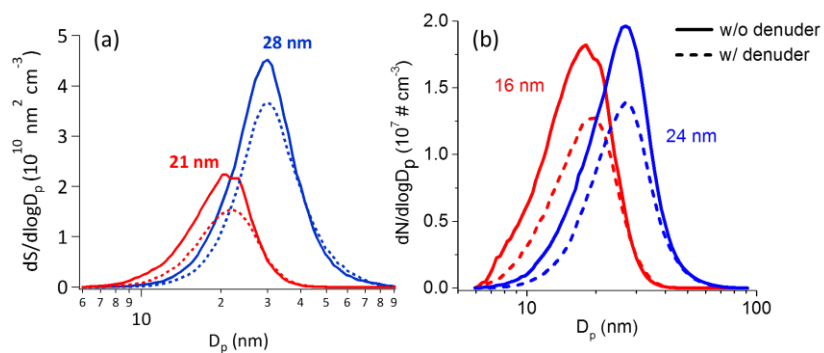 (a)
28 nm
21 nm
dS/dlogDp (10^10 nm^2 cm^-3)
5
4
3
2
1
0
6 7 8 9 2 3 4 5 6 7 8 9
10
Dp (nm)
(b)
w/o denuder
w/ denuder
16 nm
24 nm
dN/dlogDp (10^7 # cm^-3)
2.0
1.5
1.0
0.5
0.0
10 100
Dp (nm)